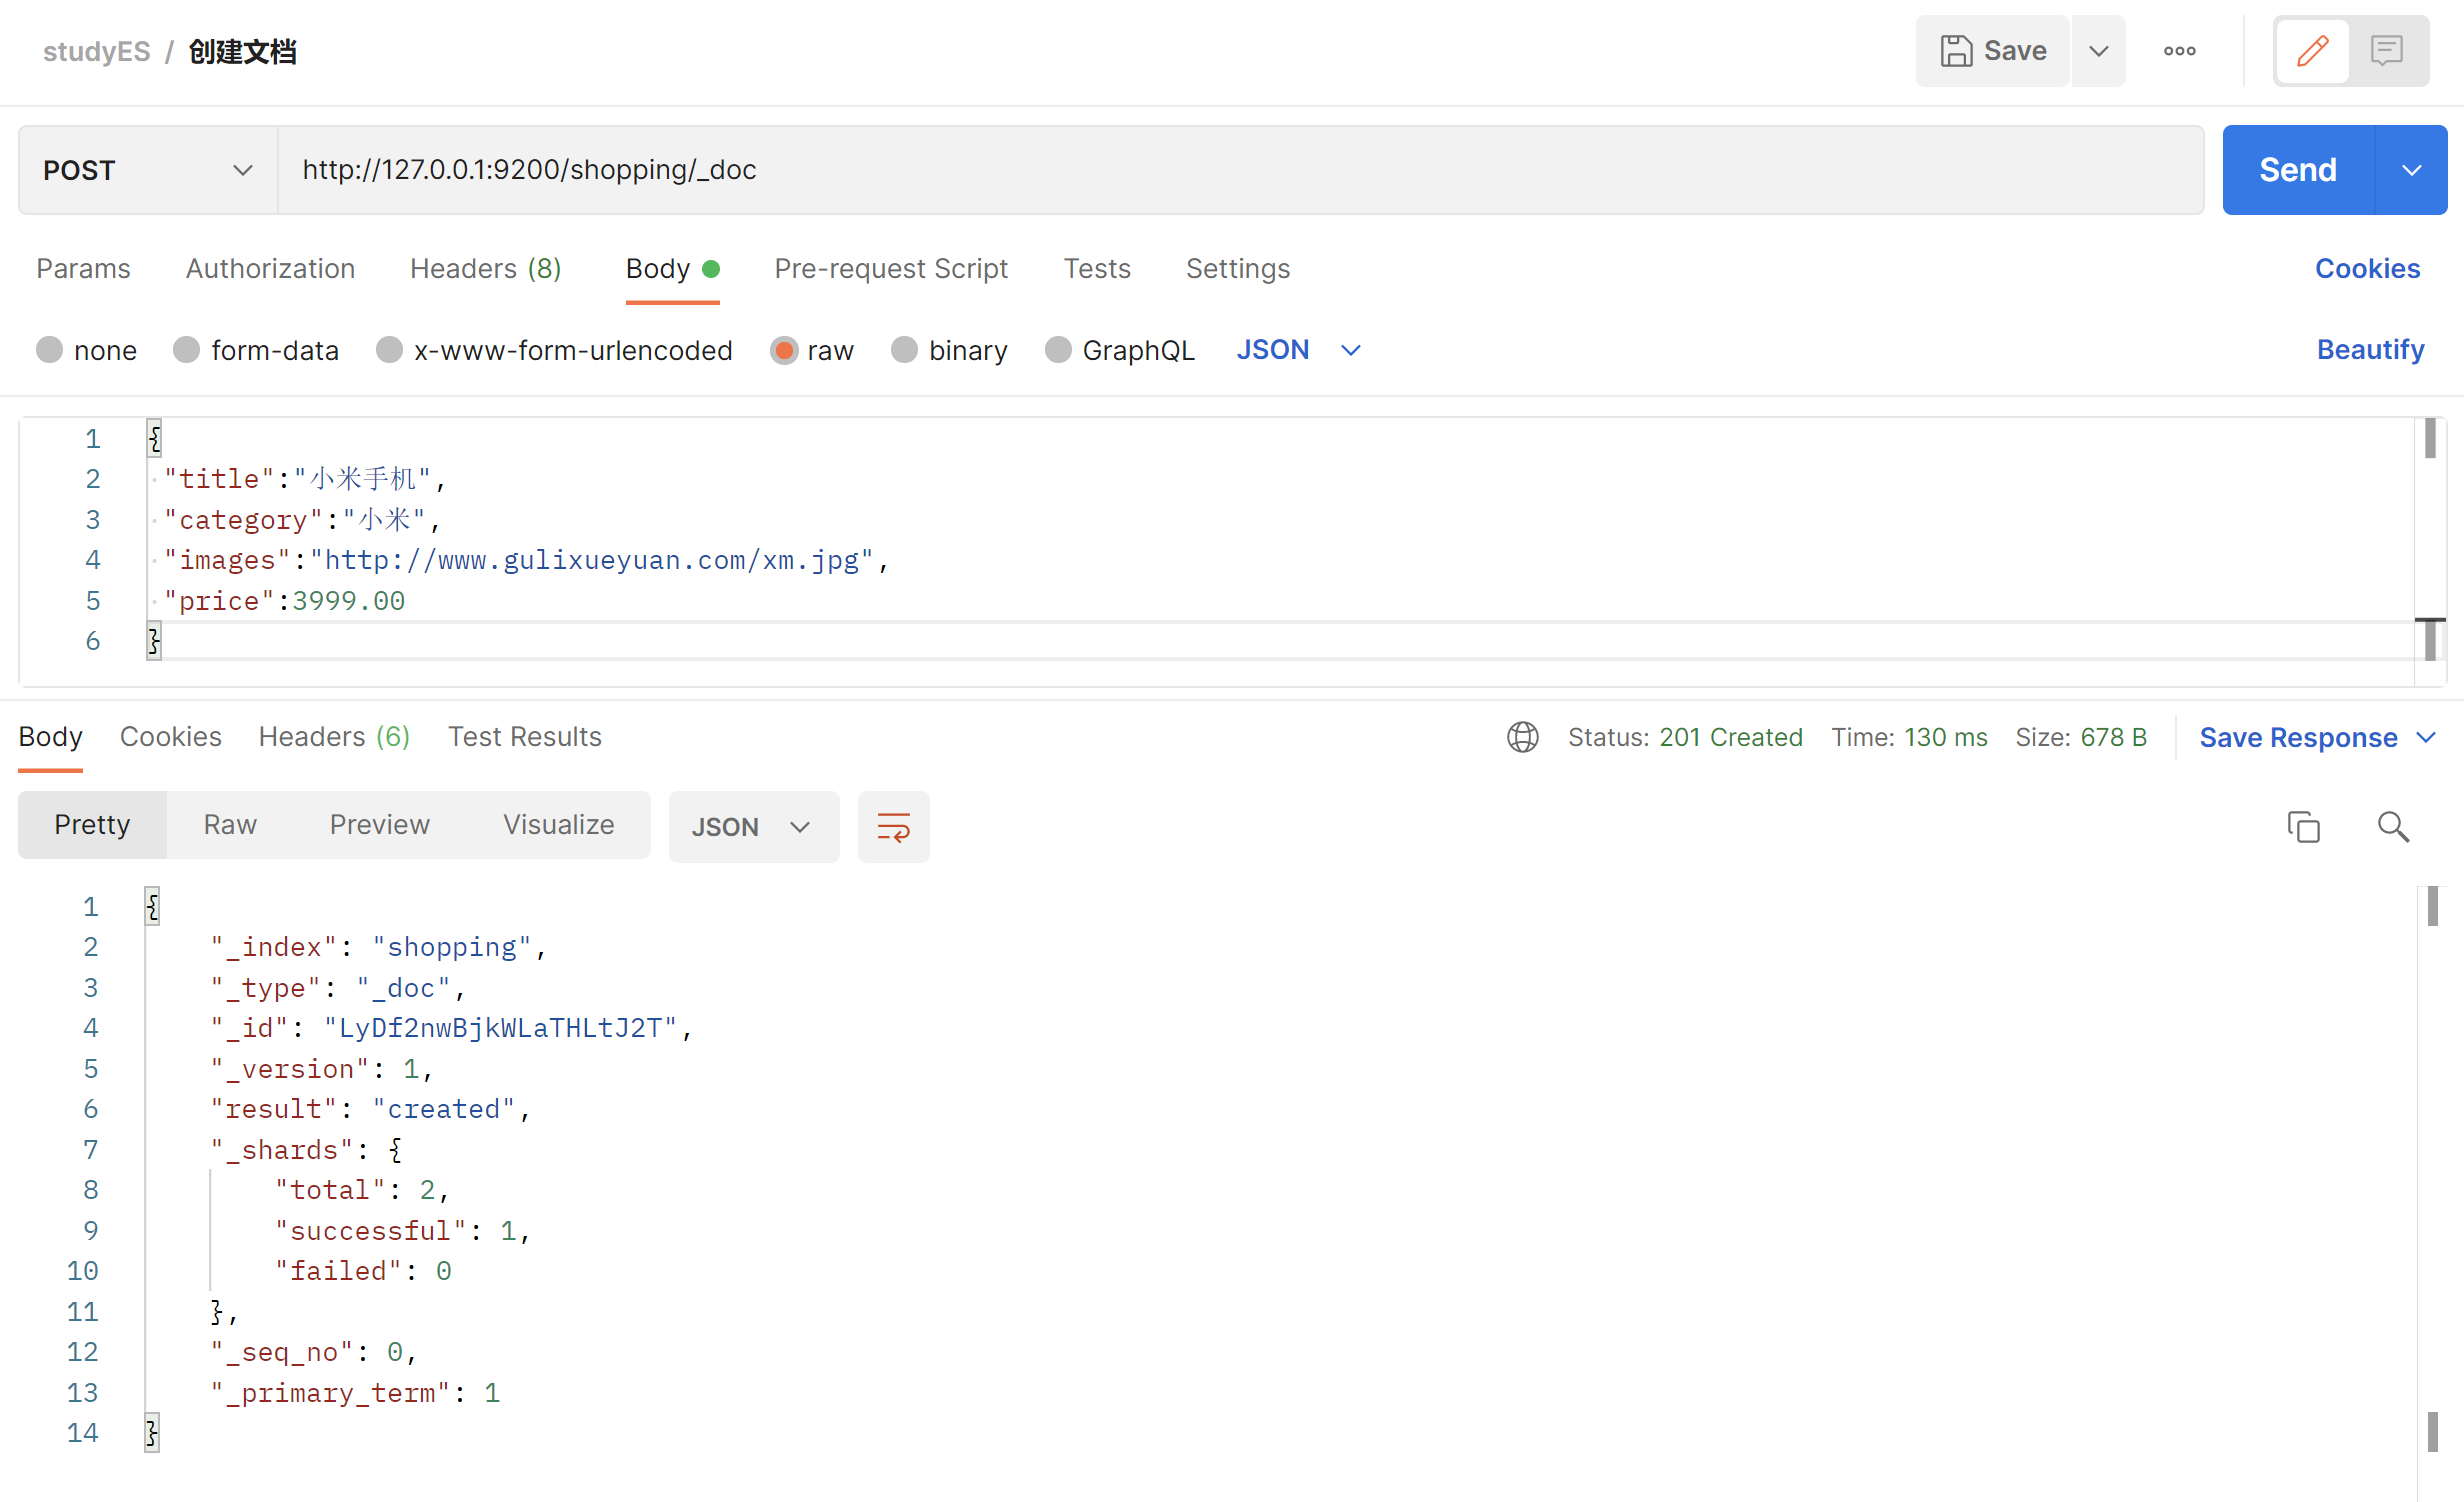 studyES / 创建文档
Save
POST
http://127.0.0.1:9200/shopping/_doc
Send
Params Authorization Headers (8) Body Pre-request Script Tests Settings Cookies
none form-data x-www-form-urlencoded raw binary GraphQL JSON Beautify
1 {
2 "title":"小米手机",
3 "category":"小米",
4 "images":"http://www.gulixueyuan.com/xm.jpg",
5 "price":3999.00
6 }
Body Cookies Headers (6) Test Results Status: 201 Created Time: 130 ms Size: 678 B Save Response
Pretty Raw Preview Visualize JSON
1 {
2 "_index": "shopping",
3 "_type": "_doc",
4 "_id": "LyDf2nwBjkWLaTHLtJ2T",
5 "_version": 1,
6 "result": "created",
7 "_shards": {
8 "total": 2,
9 "successful": 1,
10 "failed": 0
11 },
12 "_seq_no": 0,
13 "_primary_term": 1
14 }